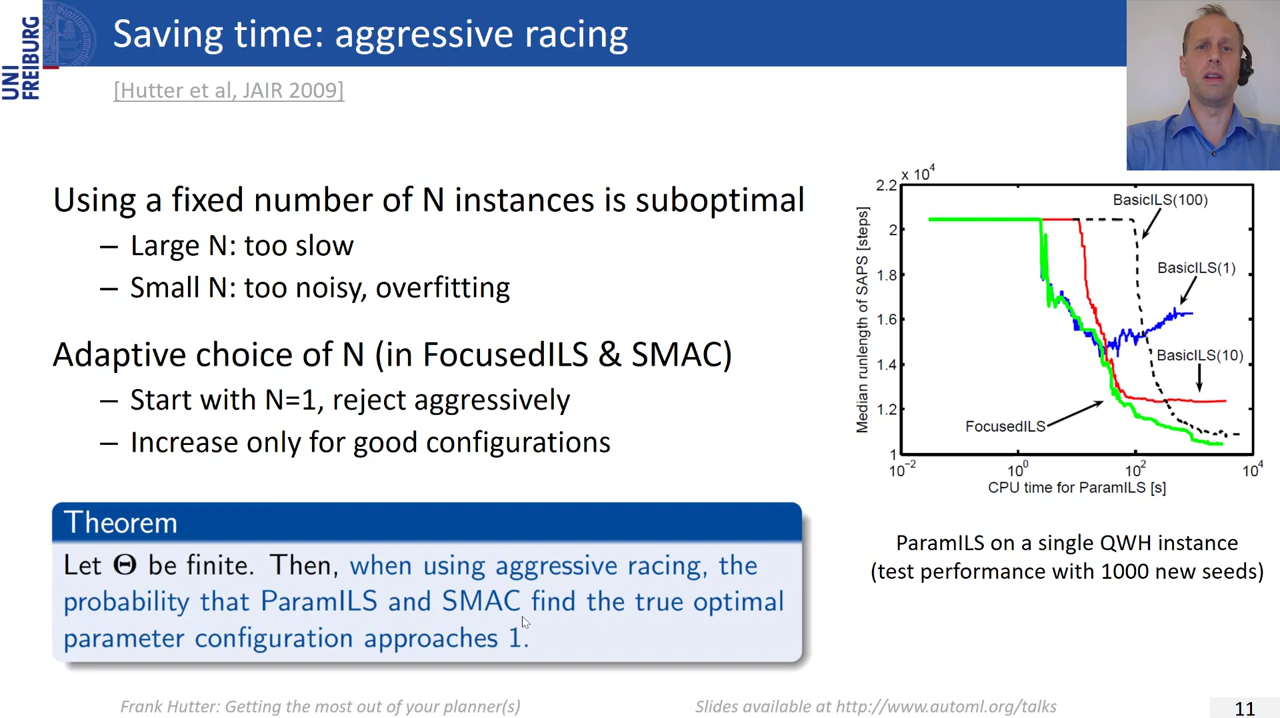 UNI
FREIBURG
Saving time: aggressive racing
[Hutter et al, JAIR 2009]
Using a fixed number of N instances is suboptimal
– Large N: too slow
– Small N: too noisy, overfitting
Adaptive choice of N (in FocusedILS & SMAC)
– Start with N=1, reject aggressively
– Increase only for good configurations
Theorem
Let Θ be finite. Then, when using aggressive racing, the
probability that ParamILS and SMAC find the true optimal
parameter configuration approaches 1.
x 10^4
2.2
2
1.8
1.6
1.4
1.2
1
Median runlength of SAPS [steps]
BasicILS(100)
BasicILS(1)
BasicILS(10)
FocusedILS
10^-2
10^0
10^2
10^4
CPU time for ParamILS [s]
ParamILS on a single QWH instance
(test performance with 1000 new seeds)
Frank Hutter: Getting the most out of your planner(s)
Slides available at http://www.automl.org/talks
11